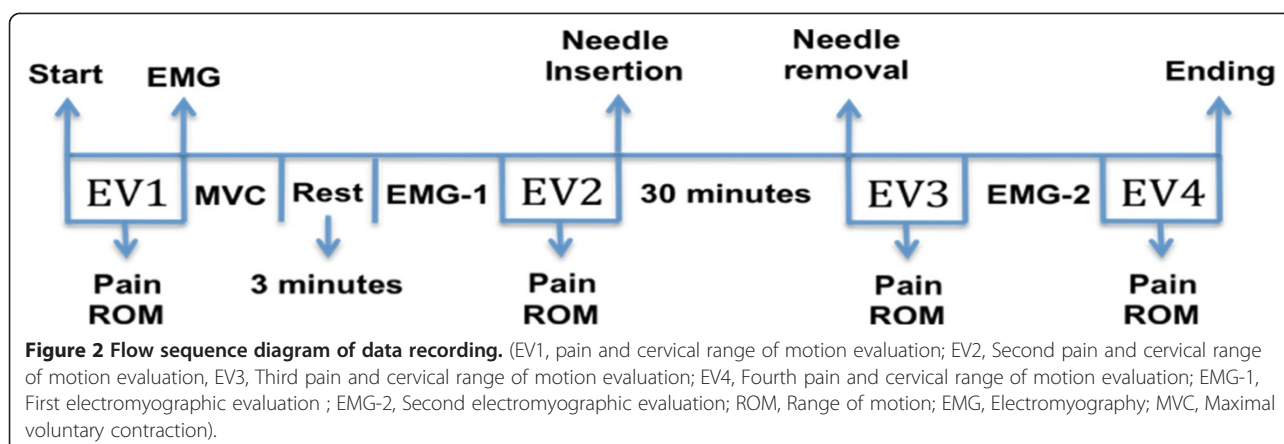 Start
EMG
Needle
Insertion
Needle
removal
Ending
EV1
MVC
Rest
EMG-1
EV2
30 minutes
EV3
EMG-2
EV4
Pain
ROM
3 minutes
Pain
ROM
Pain
ROM
Pain
ROM
Figure 2 Flow sequence diagram of data recording. (EV1, pain and cervical range of motion evaluation; EV2, Second pain and cervical range
of motion evaluation, EV3, Third pain and cervical range of motion evaluation; EV4, Fourth pain and cervical range of motion evaluation; EMG-1,
First electromyographic evaluation ; EMG-2, Second electromyographic evaluation; ROM, Range of motion; EMG, Electromyography; MVC, Maximal
voluntary contraction).